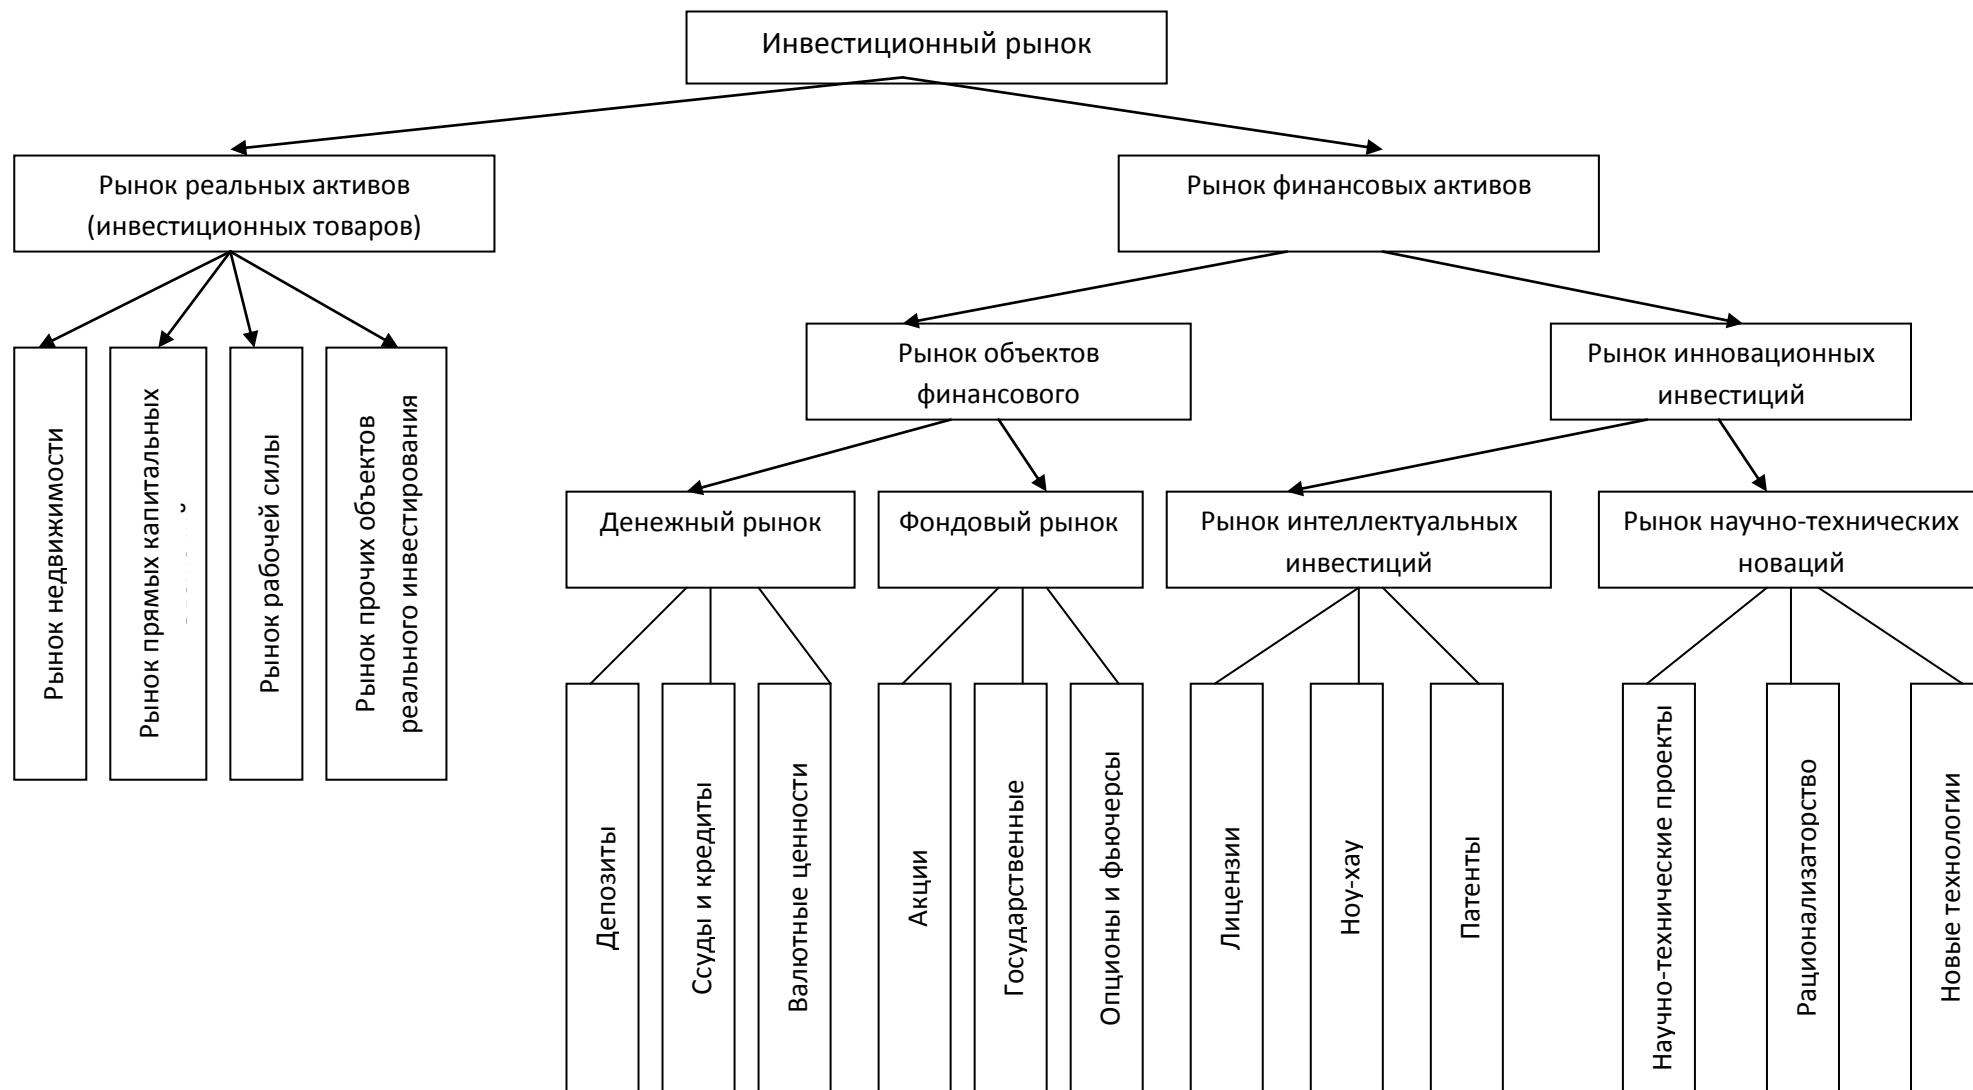 Инвестиционный рынок
Рынок реальных активов
(инвестиционных товаров)
Рынок финансовых активов
Рынок объектов
финансового
Рынок инновационных
инвестиций
Рынок недвижимости
Рынок прямых капитальных
Рынок рабочей силы
Рынок прочих объектов
реального инвестирования
Денежный рынок
Фондовый рынок
Рынок интеллектуальных
инвестиций
Рынок научно-технических
новаций
Депозиты
Ссуды и кредиты
Валютные ценности
Акции
Государственные
Опционы и фьючерсы
Лицензии
Ноу-хау
Патенты
Научно-технические проекты
Рационализаторство
Новые технологии